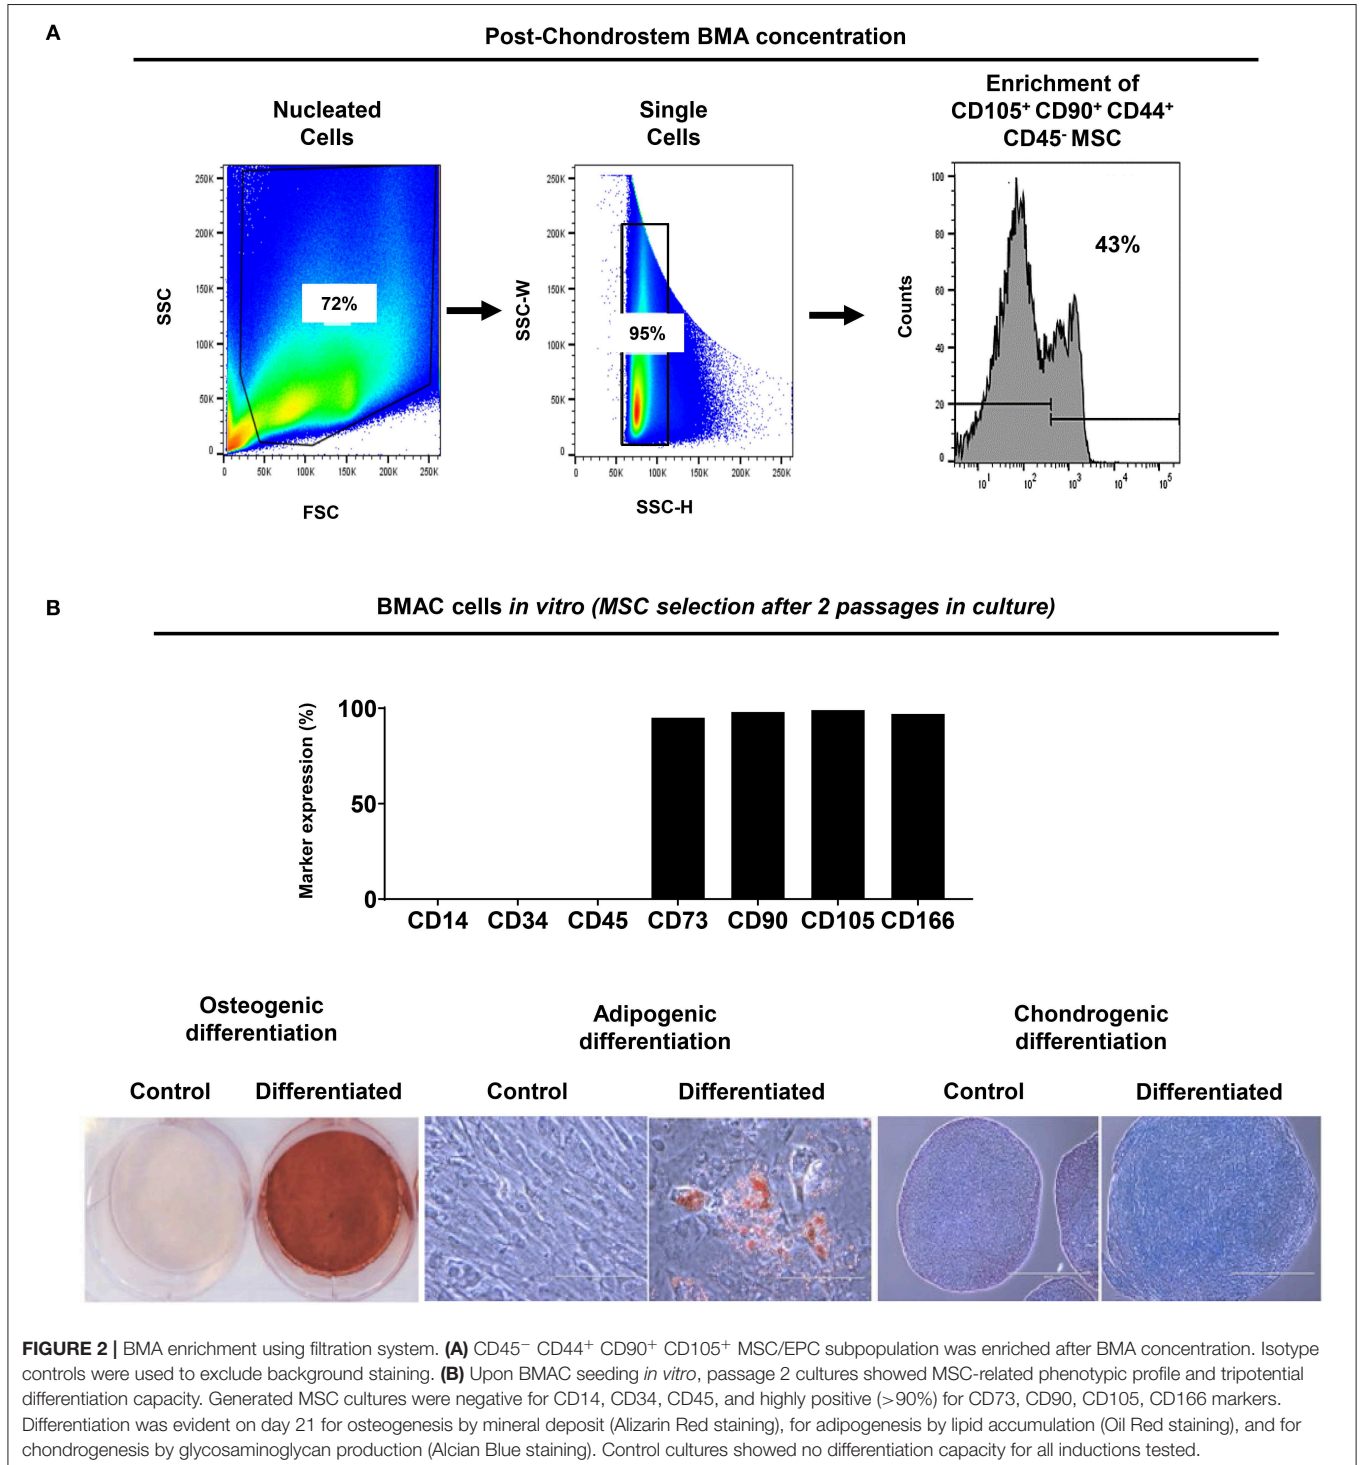 A
Post-Chondrostem BMA concentration
Nucleated
Cells
Single
Cells
Enrichment of
CD105+ CD90+ CD44+
CD45- MSC
SSC
250K
200K
150K
100K
50K
0
72%
0
50K
100K
150K
200K
250K
FSC
SSC-W
250K
200K
150K
100K
50K
0
95%
0
50K
100K
150K
200K
250K
SSC-H
Counts
100
80
60
40
20
0
43%
10^1
10^2
10^3
10^4
10^5
B
BMAC cells in vitro (MSC selection after 2 passages in culture)
Marker expression (%)
100
50
0
CD14 CD34 CD45 CD73 CD90 CD105 CD166
Osteogenic
differentiation
Adipogenic
differentiation
Chondrogenic
differentiation
Control Differentiated Control Differentiated Control Differentiated
FIGURE 2 | BMA enrichment using filtration system. (A) CD45− CD44+ CD90+ CD105+ MSC/EPC subpopulation was enriched after BMA concentration. Isotype
controls were used to exclude background staining. (B) Upon BMAC seeding in vitro, passage 2 cultures showed MSC-related phenotypic profile and tripotential
differentiation capacity. Generated MSC cultures were negative for CD14, CD34, CD45, and highly positive (>90%) for CD73, CD90, CD105, CD166 markers.
Differentiation was evident on day 21 for osteogenesis by mineral deposit (Alizarin Red staining), for adipogenesis by lipid accumulation (Oil Red staining), and for
chondrogenesis by glycosaminoglycan production (Alcian Blue staining). Control cultures showed no differentiation capacity for all inductions tested.